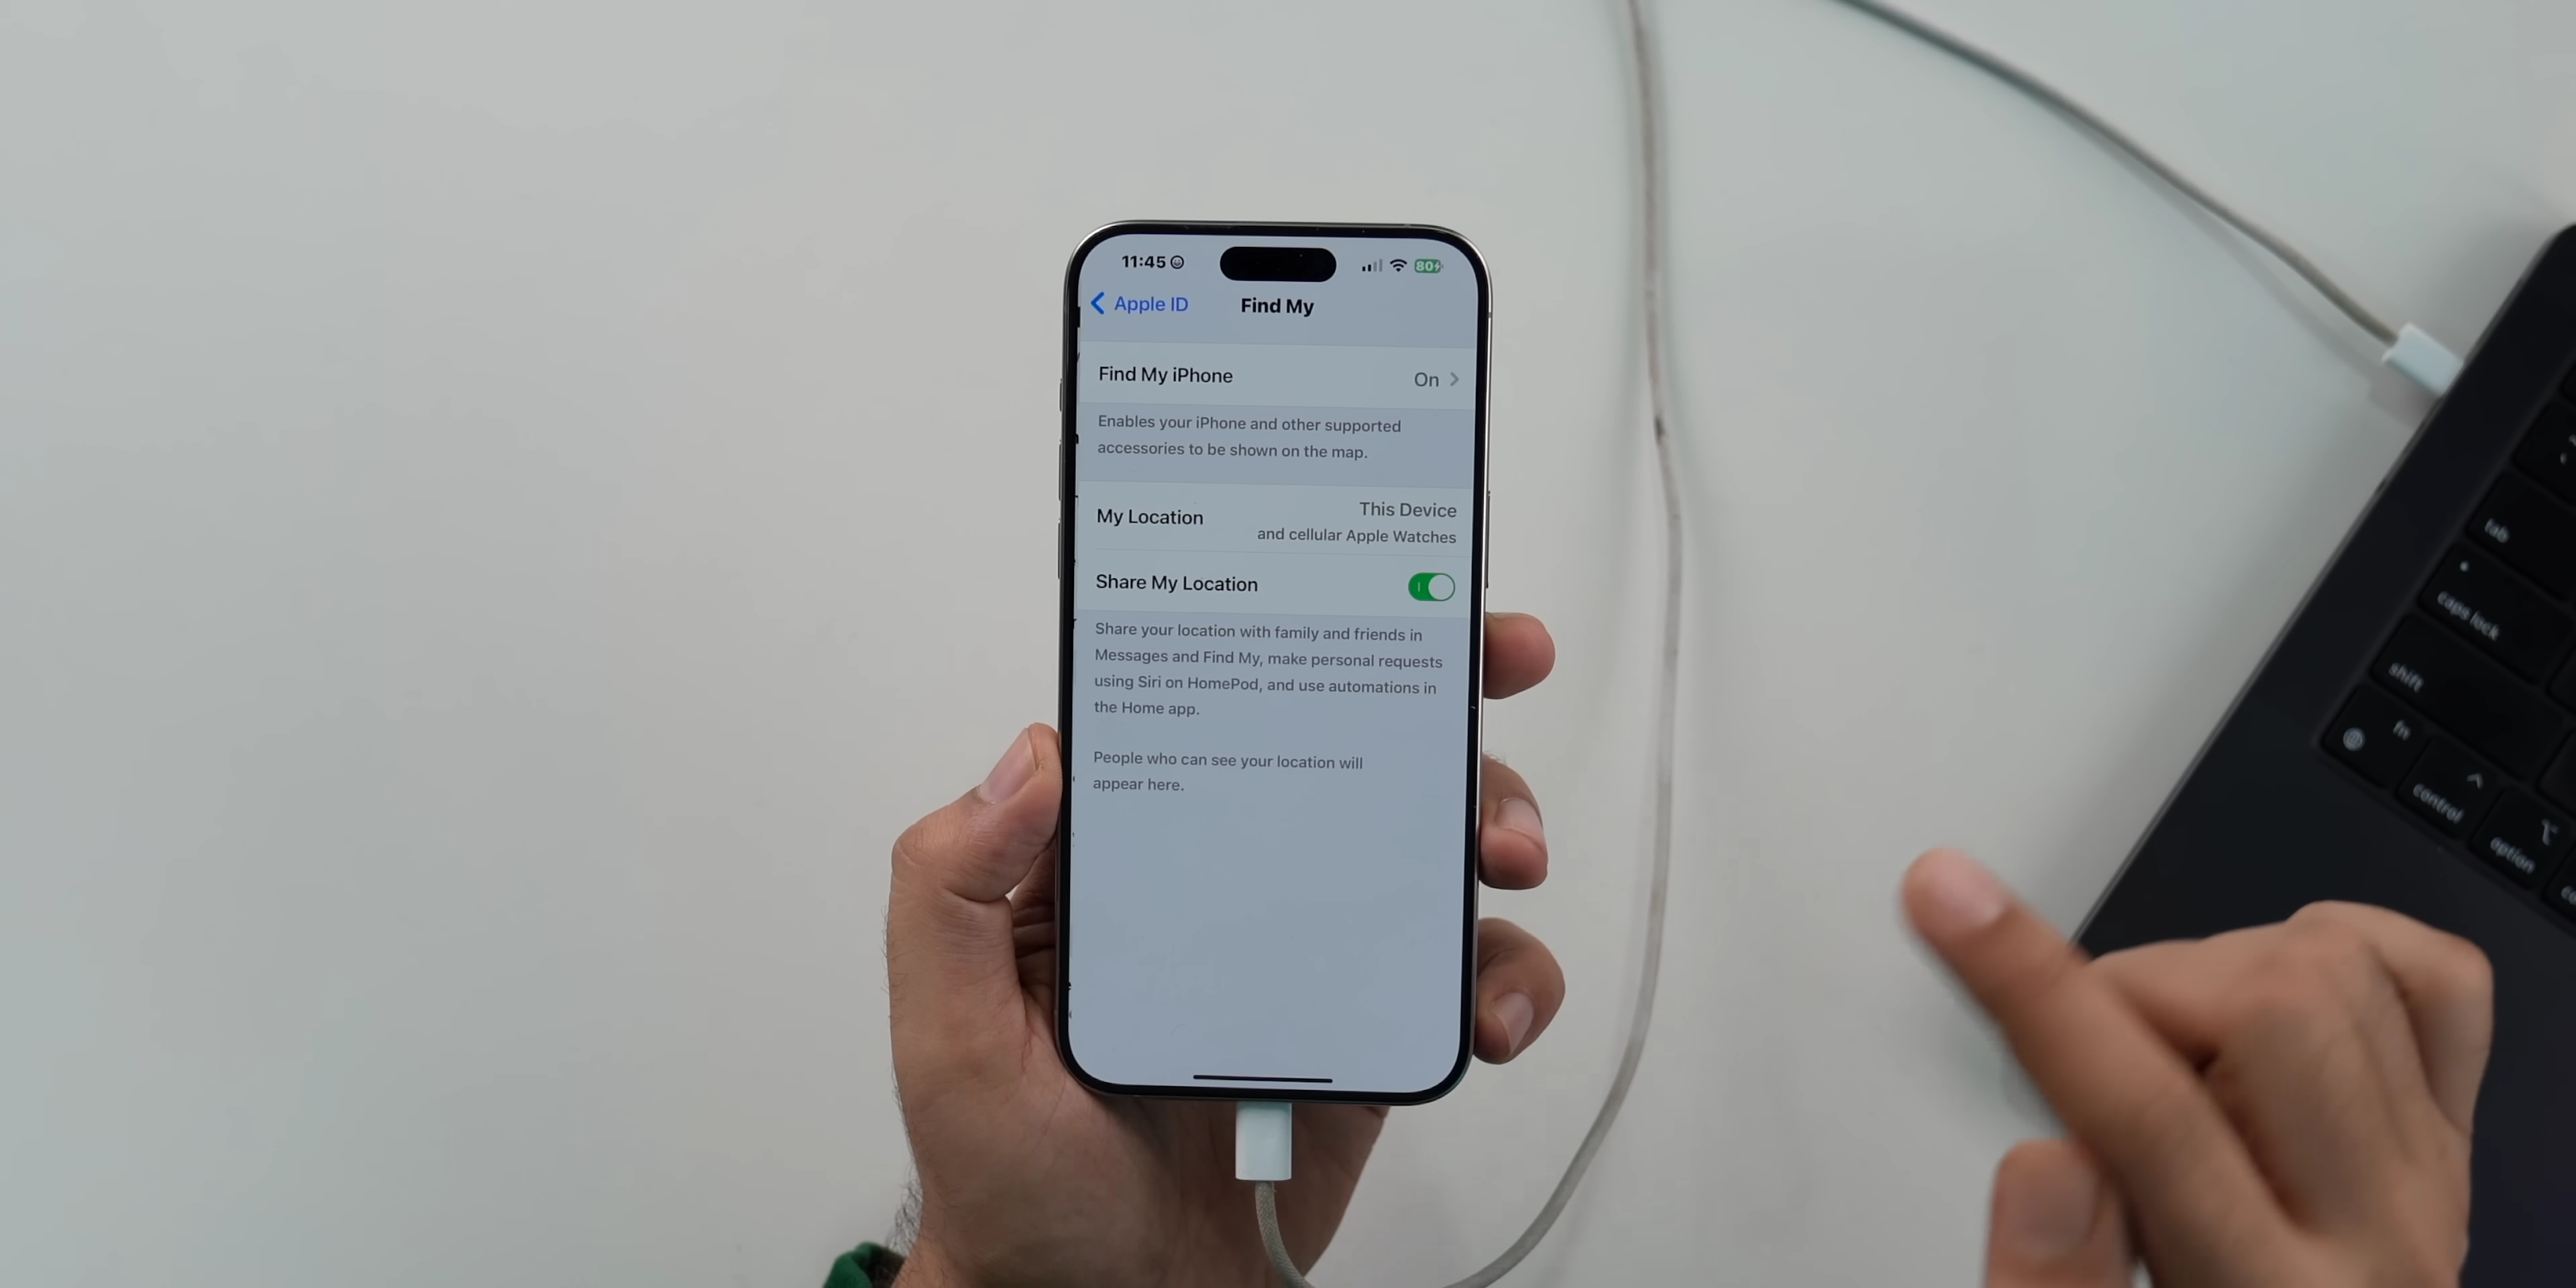 11:45
80
Apple ID
Find My
Find My iPhone
On
Enables your iPhone and other supported
accessories to be shown on the map.
My Location
This Device
and cellular Apple Watches
Share My Location
Share your location with family and friends in
Messages and Find My, make personal requests
using Siri on HomePod, and use automations in
the Home app.
People who can see your location will
appear here.
tab
caps lock
shift
fn
control
option